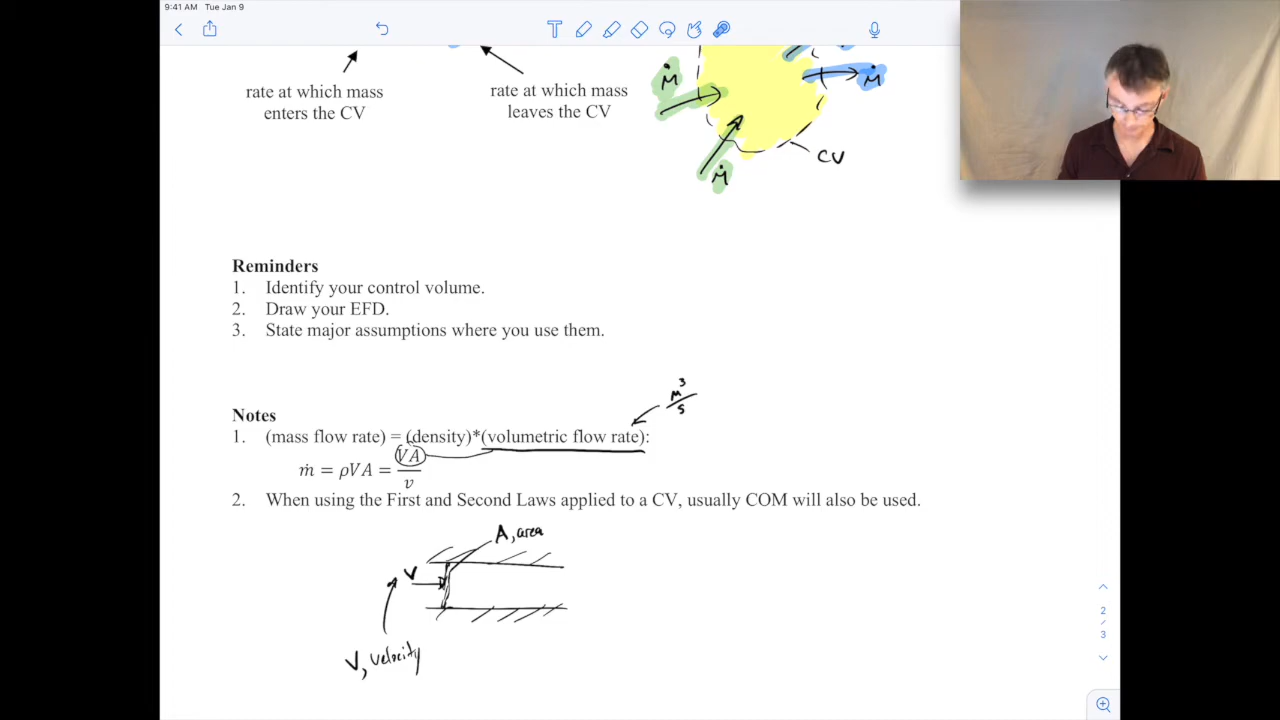 9:41 AM Tue Jan 9
rate at which mass
enters the CV
rate at which mass
leaves the CV
ṁ
ṁ
ṁ
CV
Reminders
1. Identify your control volume.
2. Draw your EFD.
3. State major assumptions where you use them.
m³/s
Notes
1. (mass flow rate) = (density)*(volumetric flow rate):
ṁ = ρVA = VA/v
2. When using the First and Second Laws applied to a CV, usually COM will also be used.
A, area
V
V, velocity
2
/
3